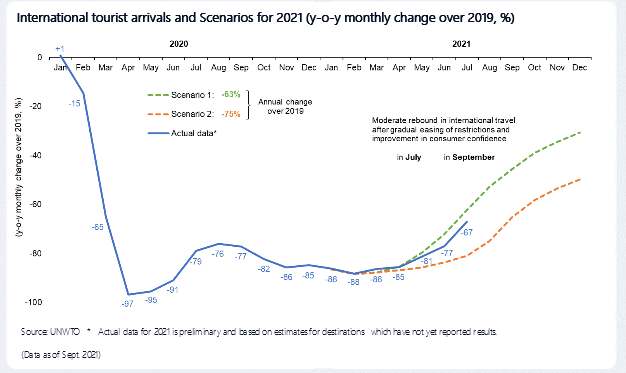 International tourist arrivals and Scenarios for 2021 (y-o-y monthly change over 2019, %)
2020 2021
0
Jan Feb Mar Apr May Jun Jul Aug Sep Oct Nov Dec Jan Feb Mar Apr May Jun Jul Aug Sep Oct Nov Dec
+1
-15
-65
-97
-95
-91
-79
-76
-77
-82
-86
-85
-86
-88
-86
-85
-81
-77
-67
-20
-40
-60
-80
-100
(y-o-y monthly change over 2019, %)
Scenario 1: -63%
Scenario 2: -75%
Actual data*
Annual change
over 2019
Moderate rebound in international travel
after gradual easing of restrictions and
improvement in consumer confidence
in July in September
Source: UNWTO * Actual data for 2021 is preliminary and based on estimates for destinations which have not yet reported results.
(Data as of Sept. 2021)